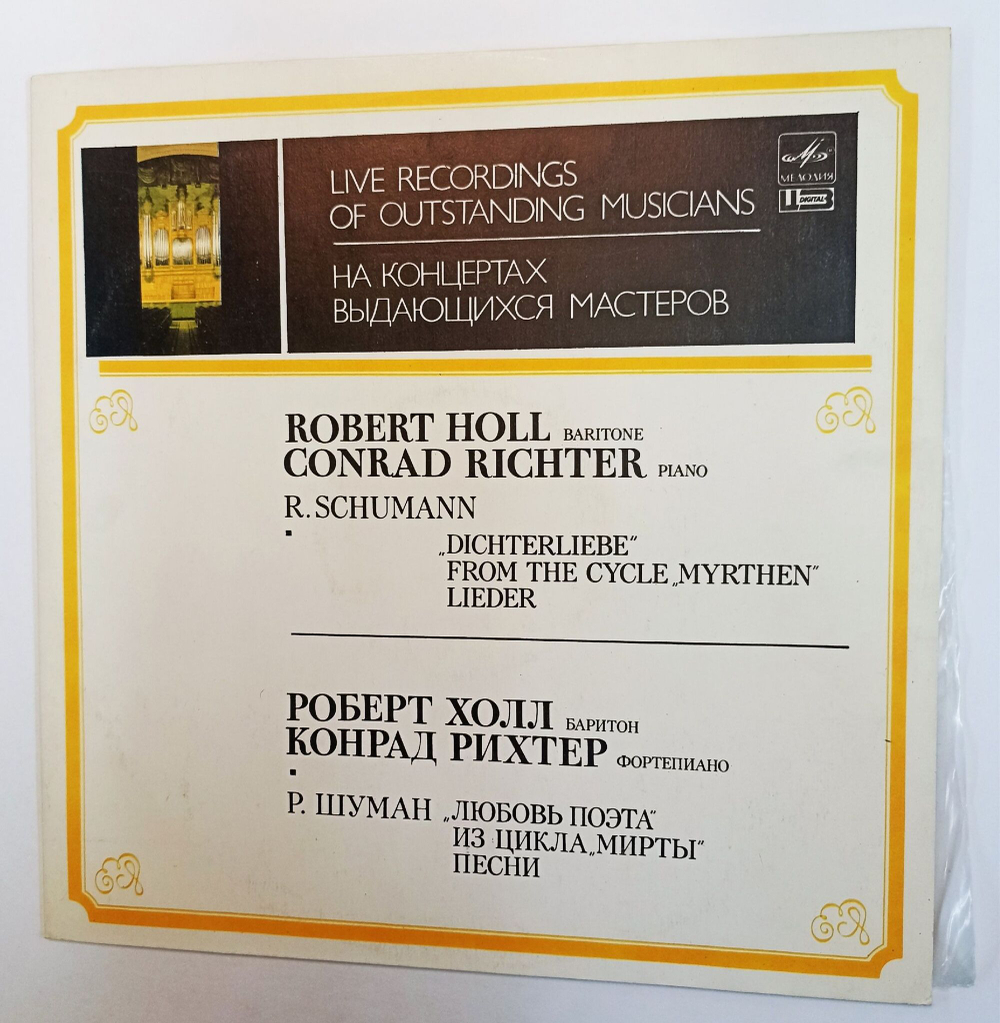 LIVE RECORDINGS
OF OUTSTANDING MUSICIANS
НА КОНЦЕРТАХ
ВЫДАЮЩИХСЯ МАСТЕРОВ
МЕЛОДИЯ
DIGITAL
ROBERT HOLL BARITONE
CONRAD RICHTER PIANO
R. SCHUMANN
„DICHTERLIEBE“
FROM THE CYCLE „MYRTHEN“
LIEDER
РОБЕРТ ХОЛЛ БАРИТОН
КОНРАД РИХТЕР ФОРТЕПИАНО
Р. ШУМАН „ЛЮБОВЬ ПОЭТА“
ИЗ ЦИКЛА „МИРТЫ“
ПЕСНИ